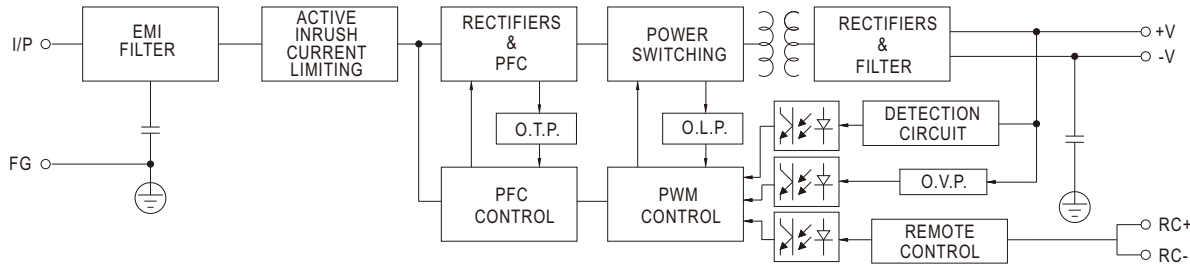 I/P
EMI
FILTER
ACTIVE
INRUSH
CURRENT
LIMITING
RECTIFIERS
&
PFC
POWER
SWITCHING
RECTIFIERS
&
FILTER
+V
-V
O.T.P.
O.L.P.
DETECTION
CIRCUIT
FG
PFC
CONTROL
PWM
CONTROL
O.V.P.
REMOTE
CONTROL
RC+
RC-